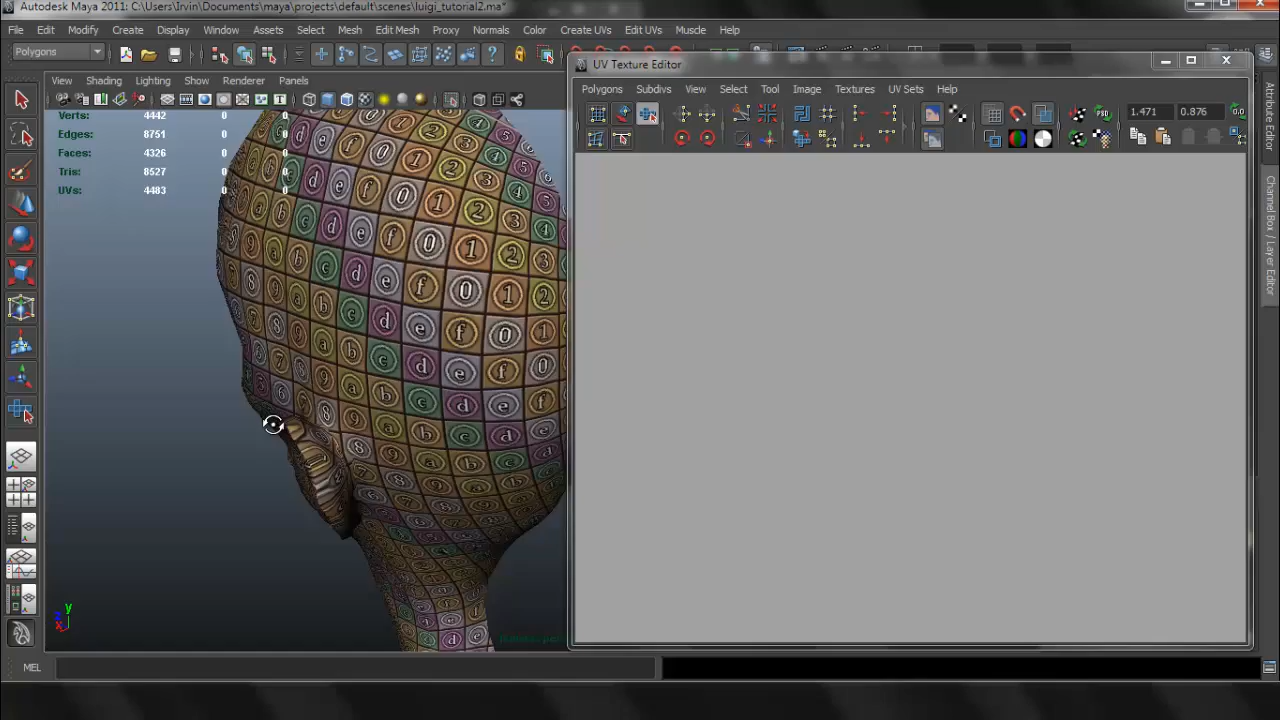 Autodesk Maya 2011: C:\Users\Irvin\Documents\maya\projects\default\scenes\luigi_tutorial2.ma*
File Edit Modify Create Display Window Assets Select Mesh Edit Mesh Proxy Normals Color Create UVs Edit UVs Muscle Help
Polygons
UV Texture Editor
View Shading Lighting Show Renderer Panels
Polygons Subdivs View Select Tool Image Textures UV Sets Help
1.471 0.876
Verts: 4442 0 0
Edges: 8751 0 0
Faces: 4326 0 0
Tris: 8527 0 0
UVs: 4483 0 0
Attribute Editor
Channel Box / Layer Editor
y
MEL